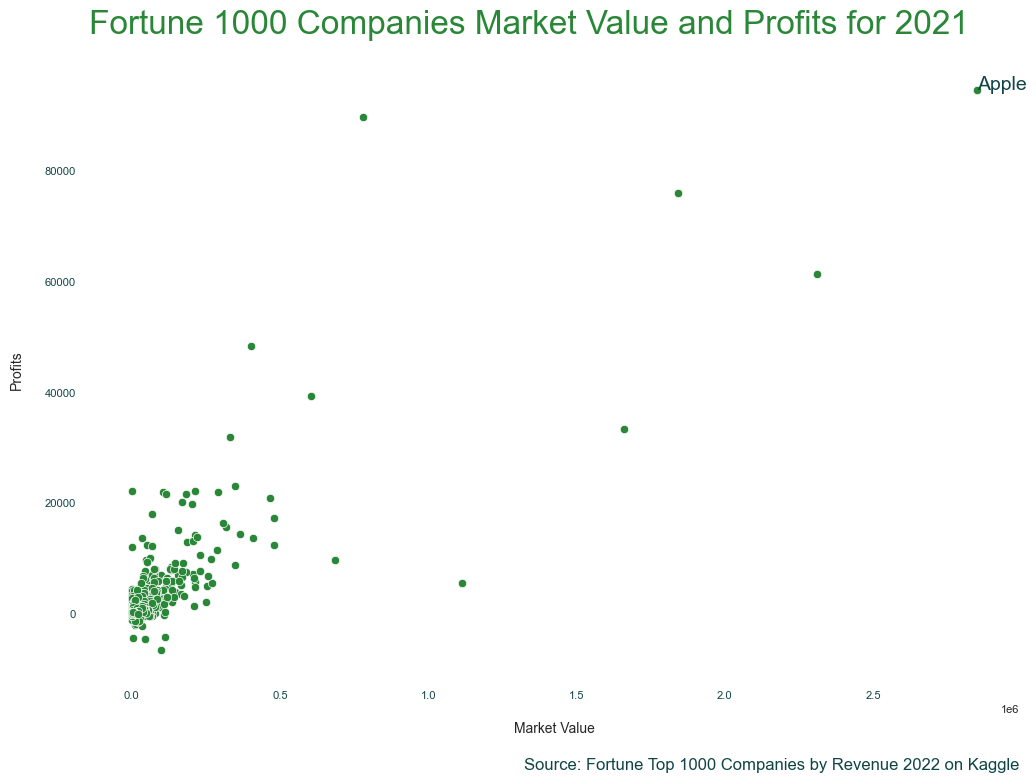 Fortune 1000 Companies Market Value and Profits for 2021
Apple
80000
60000
40000
20000
0
Profits
0.0 0.5 1.0 1.5 2.0 2.5
1e6
Market Value
Source: Fortune Top 1000 Companies by Revenue 2022 on Kaggle